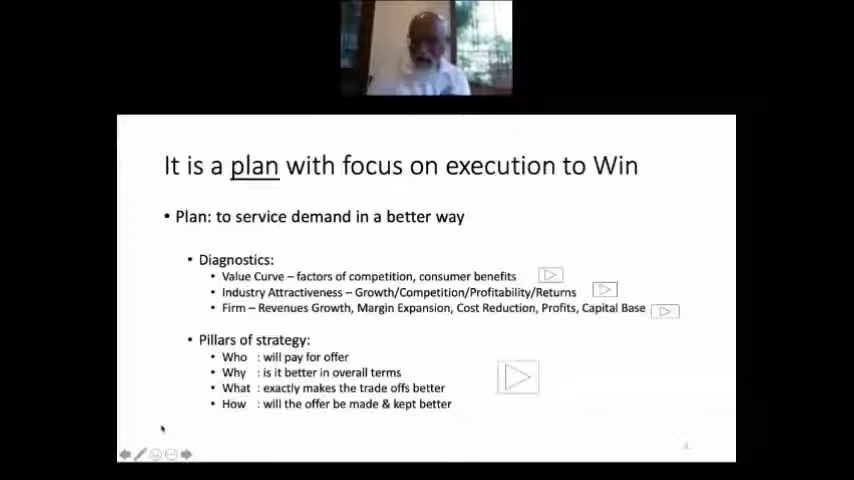 It is a plan with focus on execution to Win
• Plan: to service demand in a better way
• Diagnostics:
• Value Curve – factors of competition, consumer benefits
• Industry Attractiveness – Growth/Competition/Profitability/Returns
• Firm – Revenues Growth, Margin Expansion, Cost Reduction, Profits, Capital Base
• Pillars of strategy:
• Who : will pay for offer
• Why : is it better in overall terms
• What : exactly makes the trade offs better
• How : will the offer be made & kept better